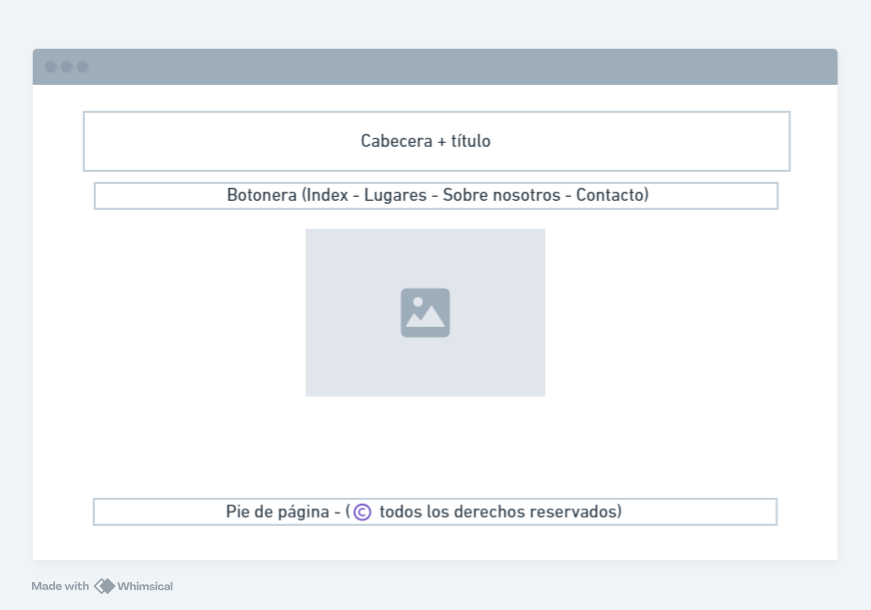 Cabecera + título
Botonera (Index - Lugares - Sobre nosotros - Contacto)
Pie de página - (© todos los derechos reservados)
Made with Whimsical